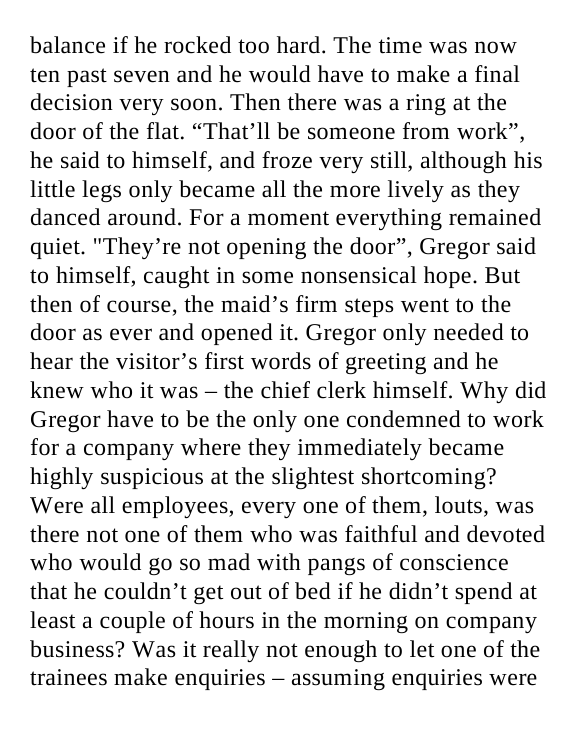 balance if he rocked too hard. The time was now
ten past seven and he would have to make a final
decision very soon. Then there was a ring at the
door of the flat. “That’ll be someone from work”,
he said to himself, and froze very still, although his
little legs only became all the more lively as they
danced around. For a moment everything remained
quiet. "They’re not opening the door”, Gregor said
to himself, caught in some nonsensical hope. But
then of course, the maid’s firm steps went to the
door as ever and opened it. Gregor only needed to
hear the visitor’s first words of greeting and he
knew who it was – the chief clerk himself. Why did
Gregor have to be the only one condemned to work
for a company where they immediately became
highly suspicious at the slightest shortcoming?
Were all employees, every one of them, louts, was
there not one of them who was faithful and devoted
who would go so mad with pangs of conscience
that he couldn’t get out of bed if he didn’t spend at
least a couple of hours in the morning on company
business? Was it really not enough to let one of the
trainees make enquiries – assuming enquiries were